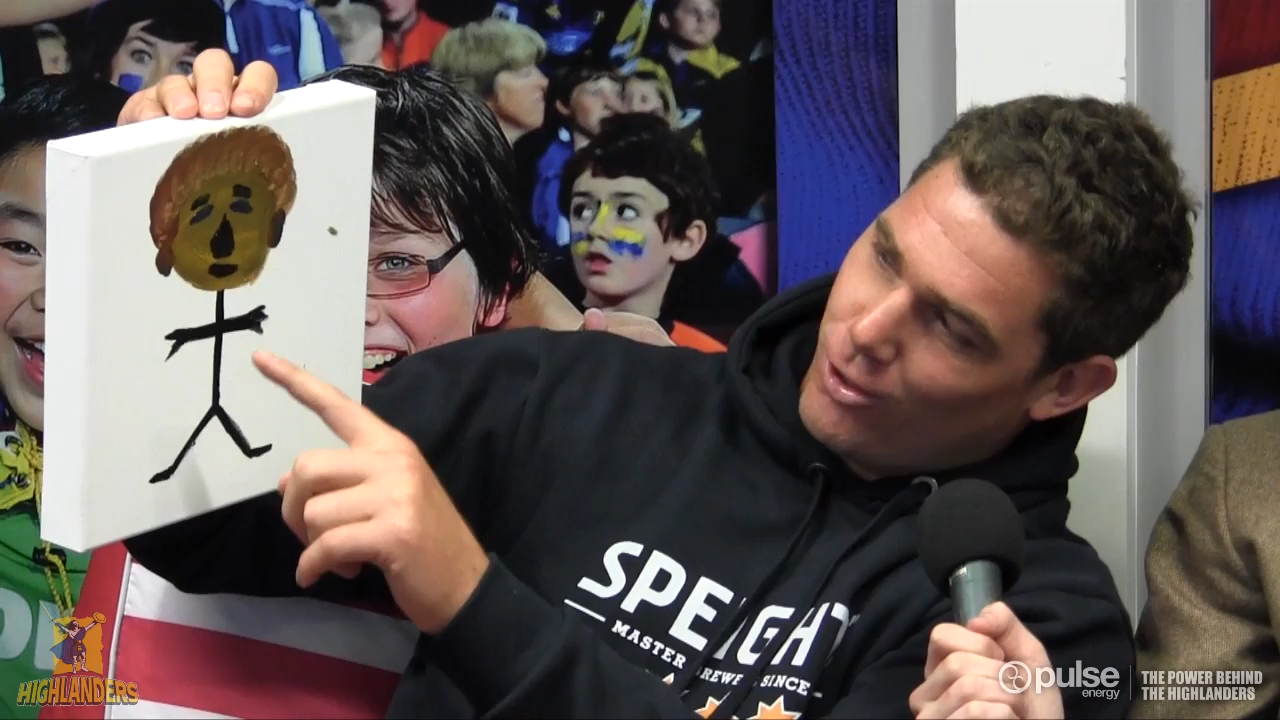 SPEIGHT
MASTER BREWE SINCE
HIGHLANDERS
pulse
energy
THE POWER BEHIND
THE HIGHLANDERS